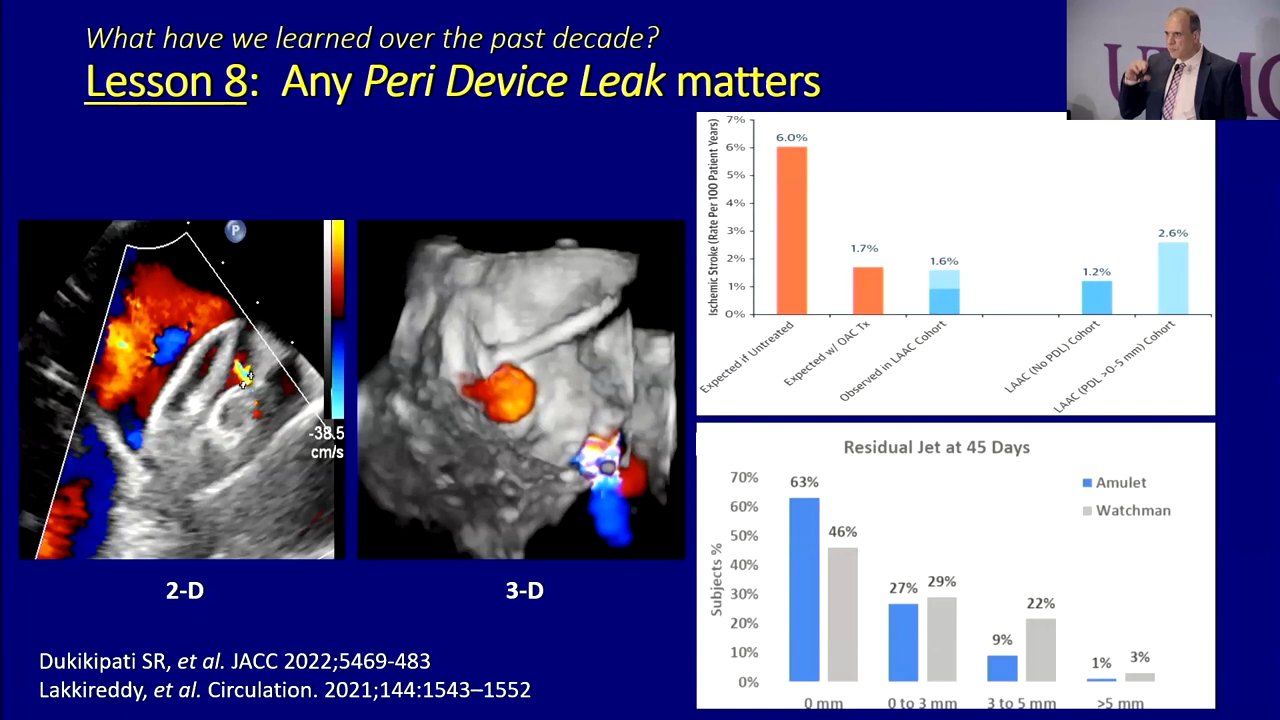 What have we learned over the past decade?
Lesson 8: Any Peri Device Leak matters
P
-38.5
cm/s
2-D
3-D
Ischemic Stroke (Rate Per 100 Patient Years)
7%
6%
5%
4%
3%
2%
1%
0%
6.0%
1.7%
1.6%
1.2%
2.6%
Expected if Untreated
Expected w/ OAC Tx
Observed in LAAC Cohort
LAAC (No PDL) Cohort
LAAC (PDL >0-5 mm) Cohort
Residual Jet at 45 Days
Amulet
Watchman
Subjects %
70%
60%
50%
40%
30%
20%
10%
0%
63%
46%
27%
29%
9%
22%
1%
3%
0 mm
0 to 3 mm
3 to 5 mm
>5 mm
Dukikipati SR, et al. JACC 2022;5469-483
Lakkireddy, et al. Circulation. 2021;144:1543–1552